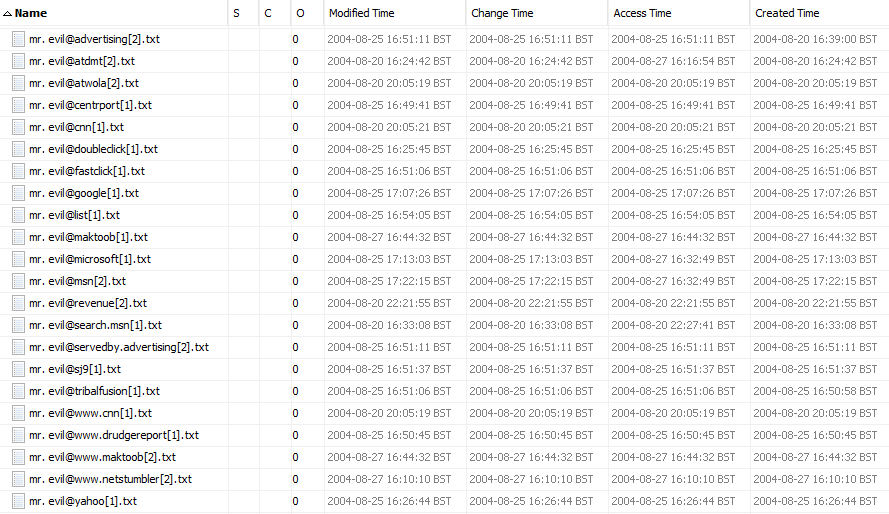 Name S C O Modified Time Change Time Access Time Created Time
mr. evil@advertising[2].txt 0 2004-08-25 16:51:11 BST 2004-08-25 16:51:11 BST 2004-08-25 16:51:11 BST 2004-08-20 16:39:00 BST
mr. evil@atdmt[2].txt 0 2004-08-20 16:24:42 BST 2004-08-20 16:24:42 BST 2004-08-27 16:16:54 BST 2004-08-20 16:24:42 BST
mr. evil@atwola[2].txt 0 2004-08-20 20:05:19 BST 2004-08-20 20:05:19 BST 2004-08-20 20:05:19 BST 2004-08-20 20:05:19 BST
mr. evil@centrport[1].txt 0 2004-08-25 16:49:41 BST 2004-08-25 16:49:41 BST 2004-08-25 16:49:41 BST 2004-08-25 16:49:41 BST
mr. evil@cnn[1].txt 0 2004-08-20 20:05:21 BST 2004-08-20 20:05:21 BST 2004-08-20 20:05:21 BST 2004-08-20 20:05:21 BST
mr. evil@doubleclick[1].txt 0 2004-08-25 16:25:45 BST 2004-08-25 16:25:45 BST 2004-08-25 16:25:45 BST 2004-08-25 16:25:45 BST
mr. evil@fastclick[1].txt 0 2004-08-25 16:51:06 BST 2004-08-25 16:51:06 BST 2004-08-25 16:51:06 BST 2004-08-25 16:51:06 BST
mr. evil@google[1].txt 0 2004-08-25 17:07:26 BST 2004-08-25 17:07:26 BST 2004-08-25 17:07:26 BST 2004-08-25 17:07:26 BST
mr. evil@list[1].txt 0 2004-08-25 16:54:05 BST 2004-08-25 16:54:05 BST 2004-08-25 16:54:05 BST 2004-08-25 16:54:05 BST
mr. evil@maktoob[1].txt 0 2004-08-27 16:44:32 BST 2004-08-27 16:44:32 BST 2004-08-27 16:44:32 BST 2004-08-27 16:44:32 BST
mr. evil@microsoft[1].txt 0 2004-08-25 17:13:03 BST 2004-08-25 17:13:03 BST 2004-08-27 16:32:49 BST 2004-08-25 17:13:03 BST
mr. evil@msn[2].txt 0 2004-08-25 17:22:15 BST 2004-08-25 17:22:15 BST 2004-08-27 16:32:49 BST 2004-08-25 17:22:15 BST
mr. evil@revenue[2].txt 0 2004-08-20 22:21:55 BST 2004-08-20 22:21:55 BST 2004-08-20 22:21:55 BST 2004-08-20 22:21:55 BST
mr. evil@search.msn[1].txt 0 2004-08-20 16:33:08 BST 2004-08-20 16:33:08 BST 2004-08-20 22:27:41 BST 2004-08-20 16:33:08 BST
mr. evil@servedby.advertising[2].txt 0 2004-08-25 16:51:11 BST 2004-08-25 16:51:11 BST 2004-08-25 16:51:11 BST 2004-08-25 16:51:11 BST
mr. evil@sj9[1].txt 0 2004-08-25 16:51:37 BST 2004-08-25 16:51:37 BST 2004-08-25 16:51:37 BST 2004-08-25 16:51:37 BST
mr. evil@tribalfusion[1].txt 0 2004-08-25 16:51:06 BST 2004-08-25 16:51:06 BST 2004-08-25 16:51:06 BST 2004-08-25 16:50:58 BST
mr. evil@www.cnn[1].txt 0 2004-08-20 20:05:19 BST 2004-08-20 20:05:19 BST 2004-08-20 20:05:19 BST 2004-08-20 20:05:19 BST
mr. evil@www.drudgereport[1].txt 0 2004-08-25 16:50:45 BST 2004-08-25 16:50:45 BST 2004-08-25 16:50:45 BST 2004-08-25 16:50:45 BST
mr. evil@www.maktoob[2].txt 0 2004-08-27 16:44:32 BST 2004-08-27 16:44:32 BST 2004-08-27 16:44:32 BST 2004-08-27 16:44:32 BST
mr. evil@www.netstumbler[2].txt 0 2004-08-27 16:10:10 BST 2004-08-27 16:10:10 BST 2004-08-27 16:10:10 BST 2004-08-27 16:10:10 BST
mr. evil@yahoo[1].txt 0 2004-08-25 16:26:44 BST 2004-08-25 16:26:44 BST 2004-08-25 16:26:44 BST 2004-08-25 16:26:44 BST